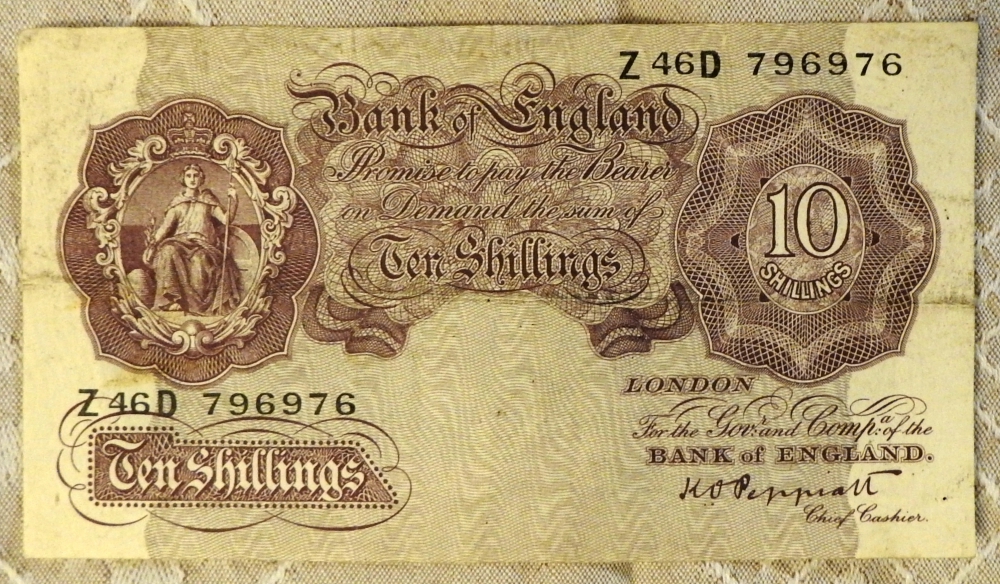 Z 46D 796976
Bank of England
Promise to pay the Bearer
on Demand the sum of
Ten Shillings
10
SHILLINGS
Z 46D 796976
Ten Shillings
LONDON
For the Gov.r and Comp.a of the
BANK of ENGLAND.
K O Peppiatt
Chief Cashier.